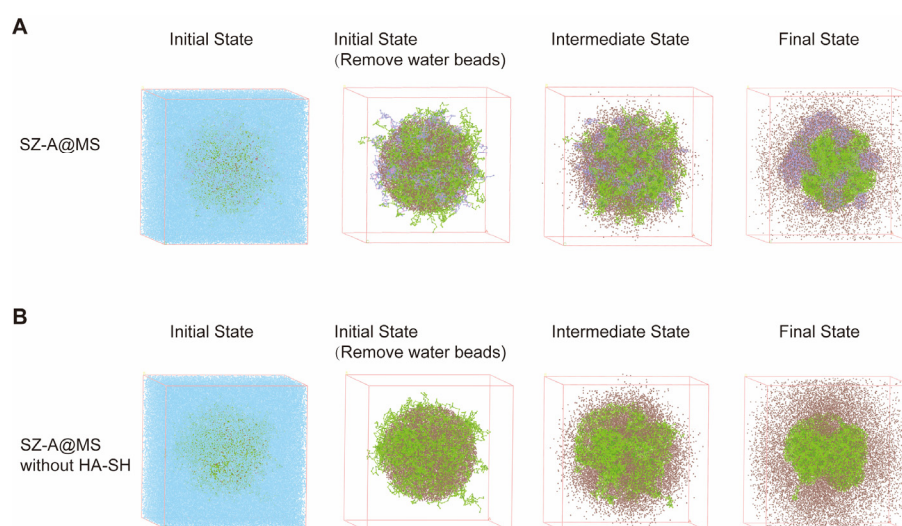 A
Initial State
Initial State
(Remove water beads)
Intermediate State
Final State
SZ-A@MS
B
Initial State
Initial State
(Remove water beads)
Intermediate State
Final State
SZ-A@MS
without HA-SH